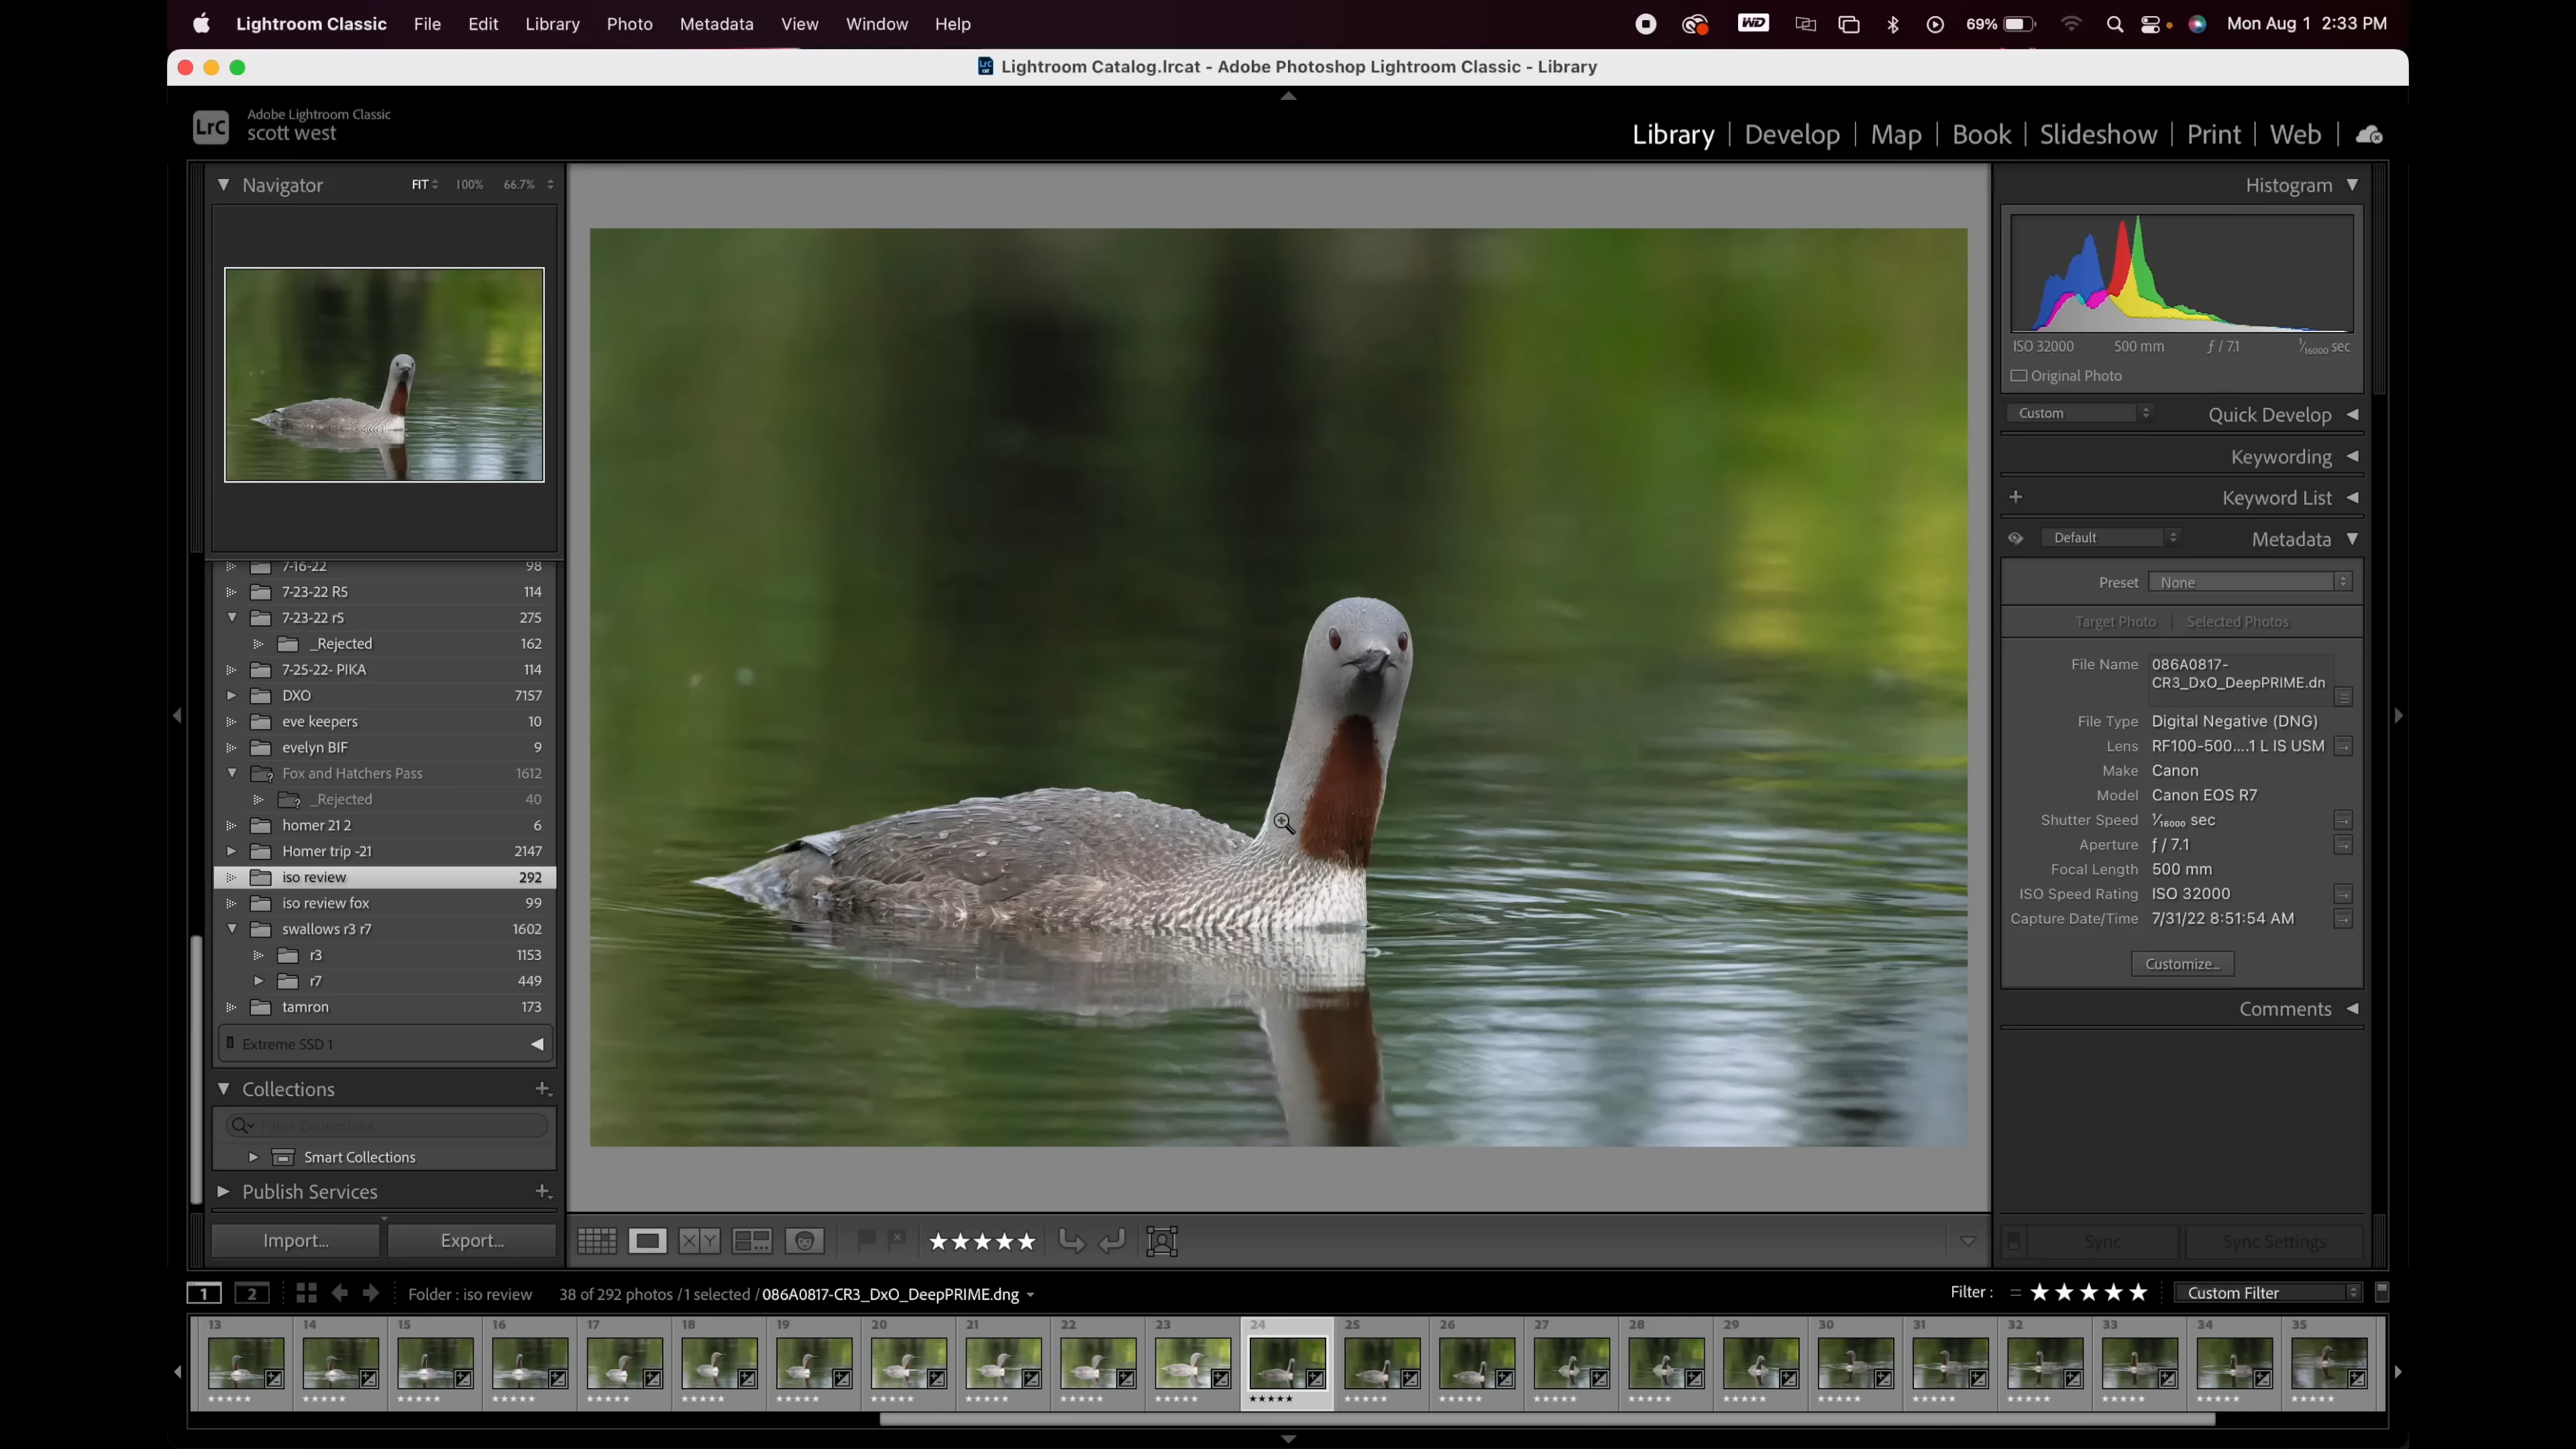 Lightroom Classic File Edit Library Photo Metadata View Window Help
WD 69% Mon Aug 1 2:33 PM
Lightroom Catalog.lrcat - Adobe Photoshop Lightroom Classic - Library
LrC
Adobe Lightroom Classic
scott west
Library | Develop | Map | Book | Slideshow | Print | Web |
Navigator FIT 100% 66.7%
7-16-22 98
7-23-22 R5 114
7-23-22 r5 275
_Rejected 162
7-25-22- PIKA 114
DXO 7157
eve keepers 10
evelyn BIF 9
Fox and Hatchers Pass 1612
_Rejected 40
homer 21 2 6
Homer trip -21 2147
iso review 292
iso review fox 99
swallows r3 r7 1602
r3 1153
r7 449
tamron 173
Extreme SSD 1
Collections
Filter Collections
Smart Collections
Publish Services
Import... Export...
Histogram
ISO 32000 500 mm ƒ / 7.1 1/16000 sec
Original Photo
Custom Quick Develop
Keywording
Keyword List
Default Metadata
Preset None
Target Photo | Selected Photos
File Name 086A0817-
CR3_DxO_DeepPRIME.dn
File Type Digital Negative (DNG)
Lens RF100-500....1 L IS USM
Make Canon
Model Canon EOS R7
Shutter Speed 1/16000 sec
Aperture ƒ / 7.1
Focal Length 500 mm
ISO Speed Rating ISO 32000
Capture Date/Time 7/31/22 8:51:54 AM
Customize...
Comments
X Y
Sync Sync Settings
1 2 Folder : iso review 38 of 292 photos / 1 selected / 086A0817-CR3_DxO_DeepPRIME.dng
Filter : Custom Filter
13 14 15 16 17 18 19 20 21 22 23 24 25 26 27 28 29 30 31 32 33 34 35